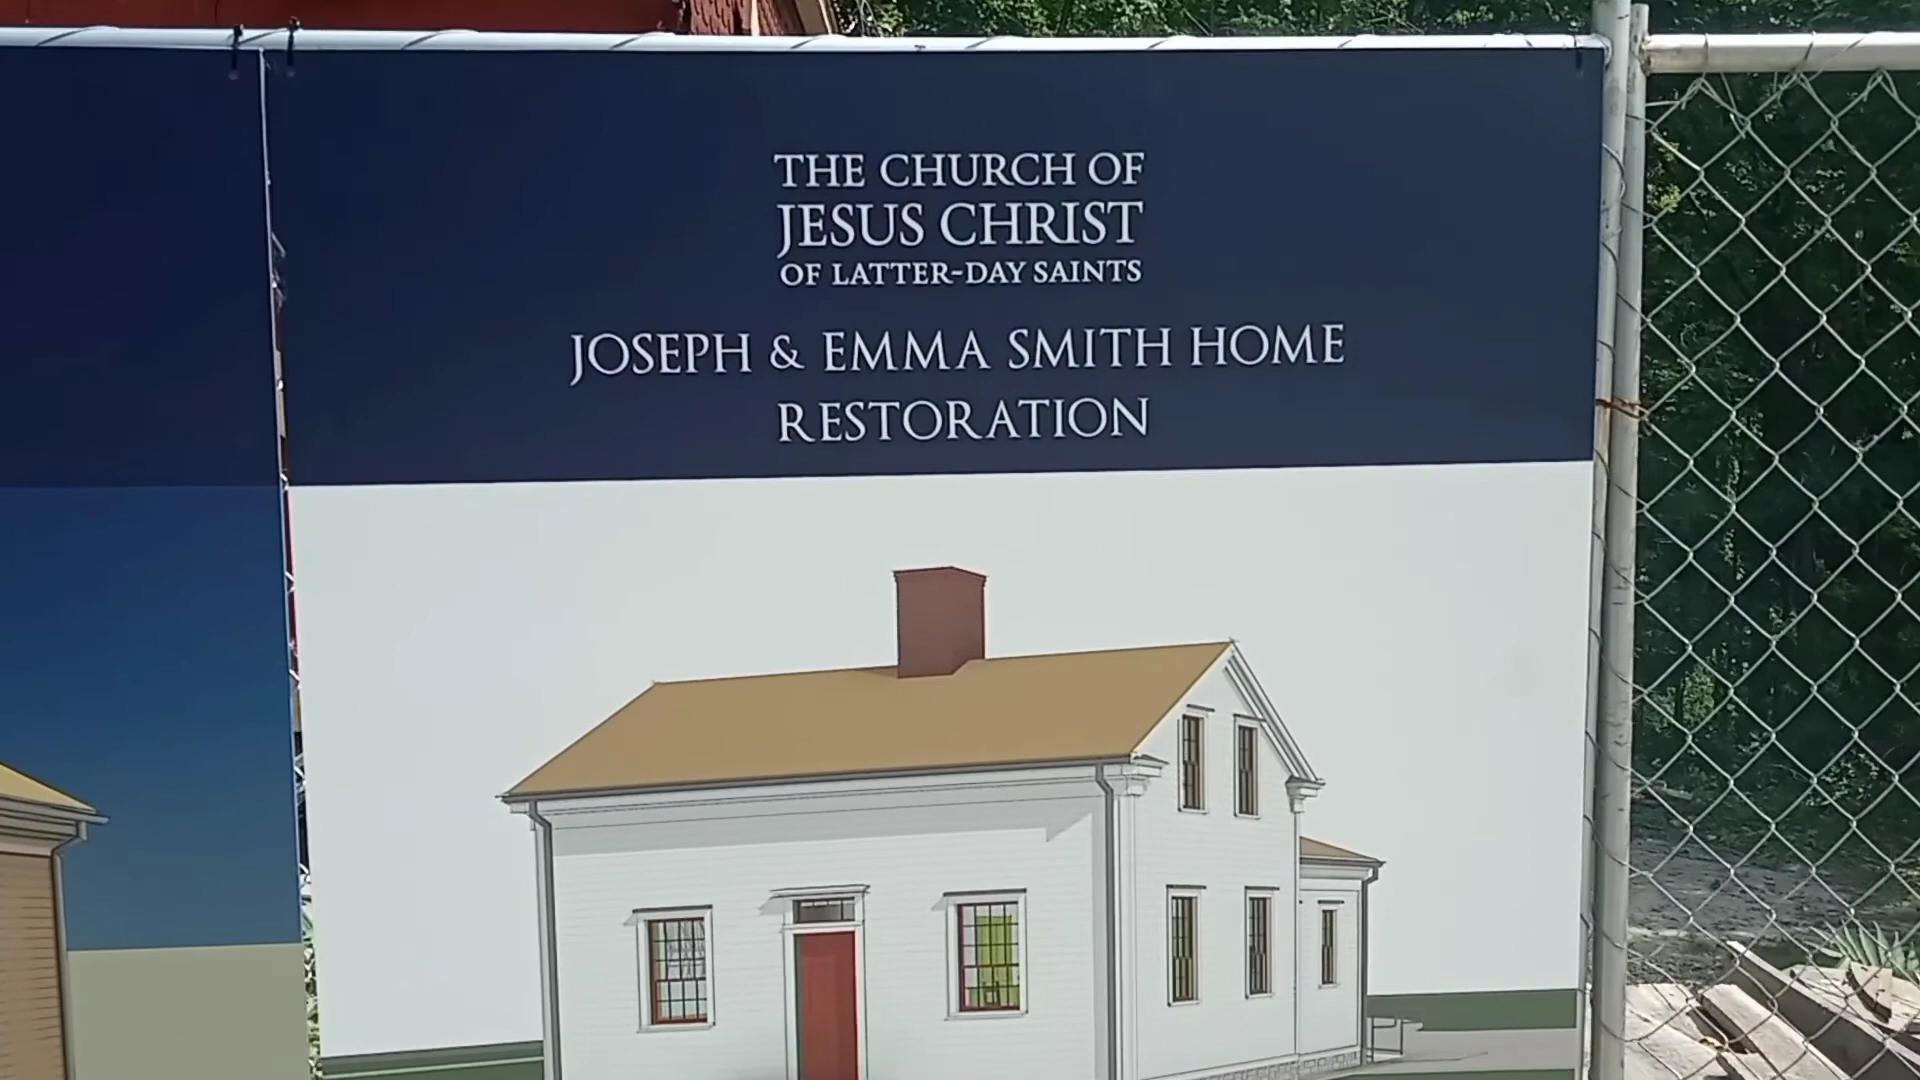 THE CHURCH OF
JESUS CHRIST
OF LATTER-DAY SAINTS
JOSEPH & EMMA SMITH HOME
RESTORATION